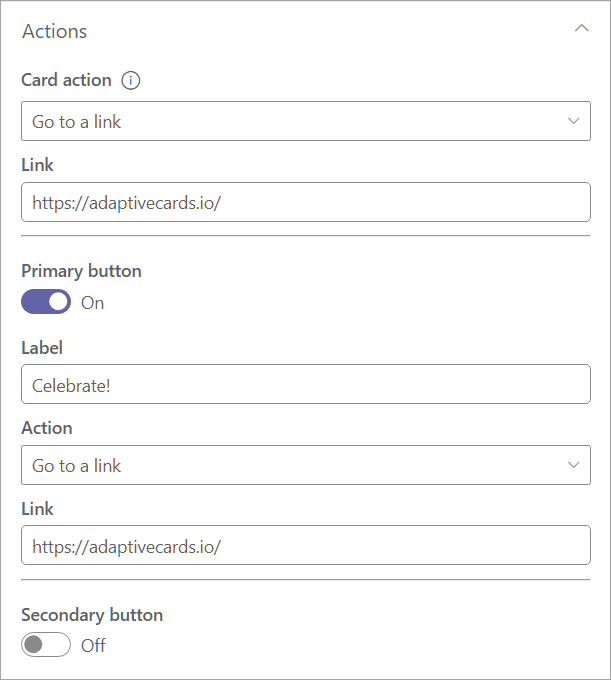 Actions
Card action
Go to a link
Link
https://adaptivecards.io/
Primary button
On
Label
Celebrate!
Action
Go to a link
Link
https://adaptivecards.io/
Secondary button
Off